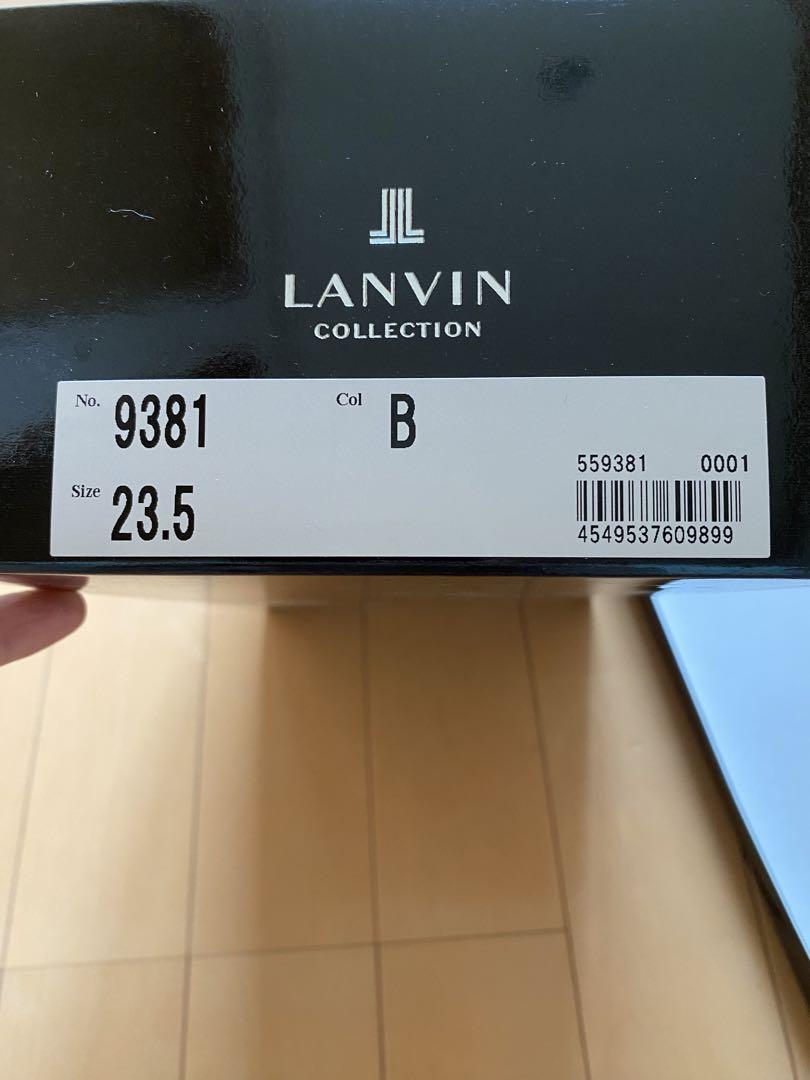 LANVIN
COLLECTION
No. 9381 Col B
Size 23.5
559381 0001
4549537609899